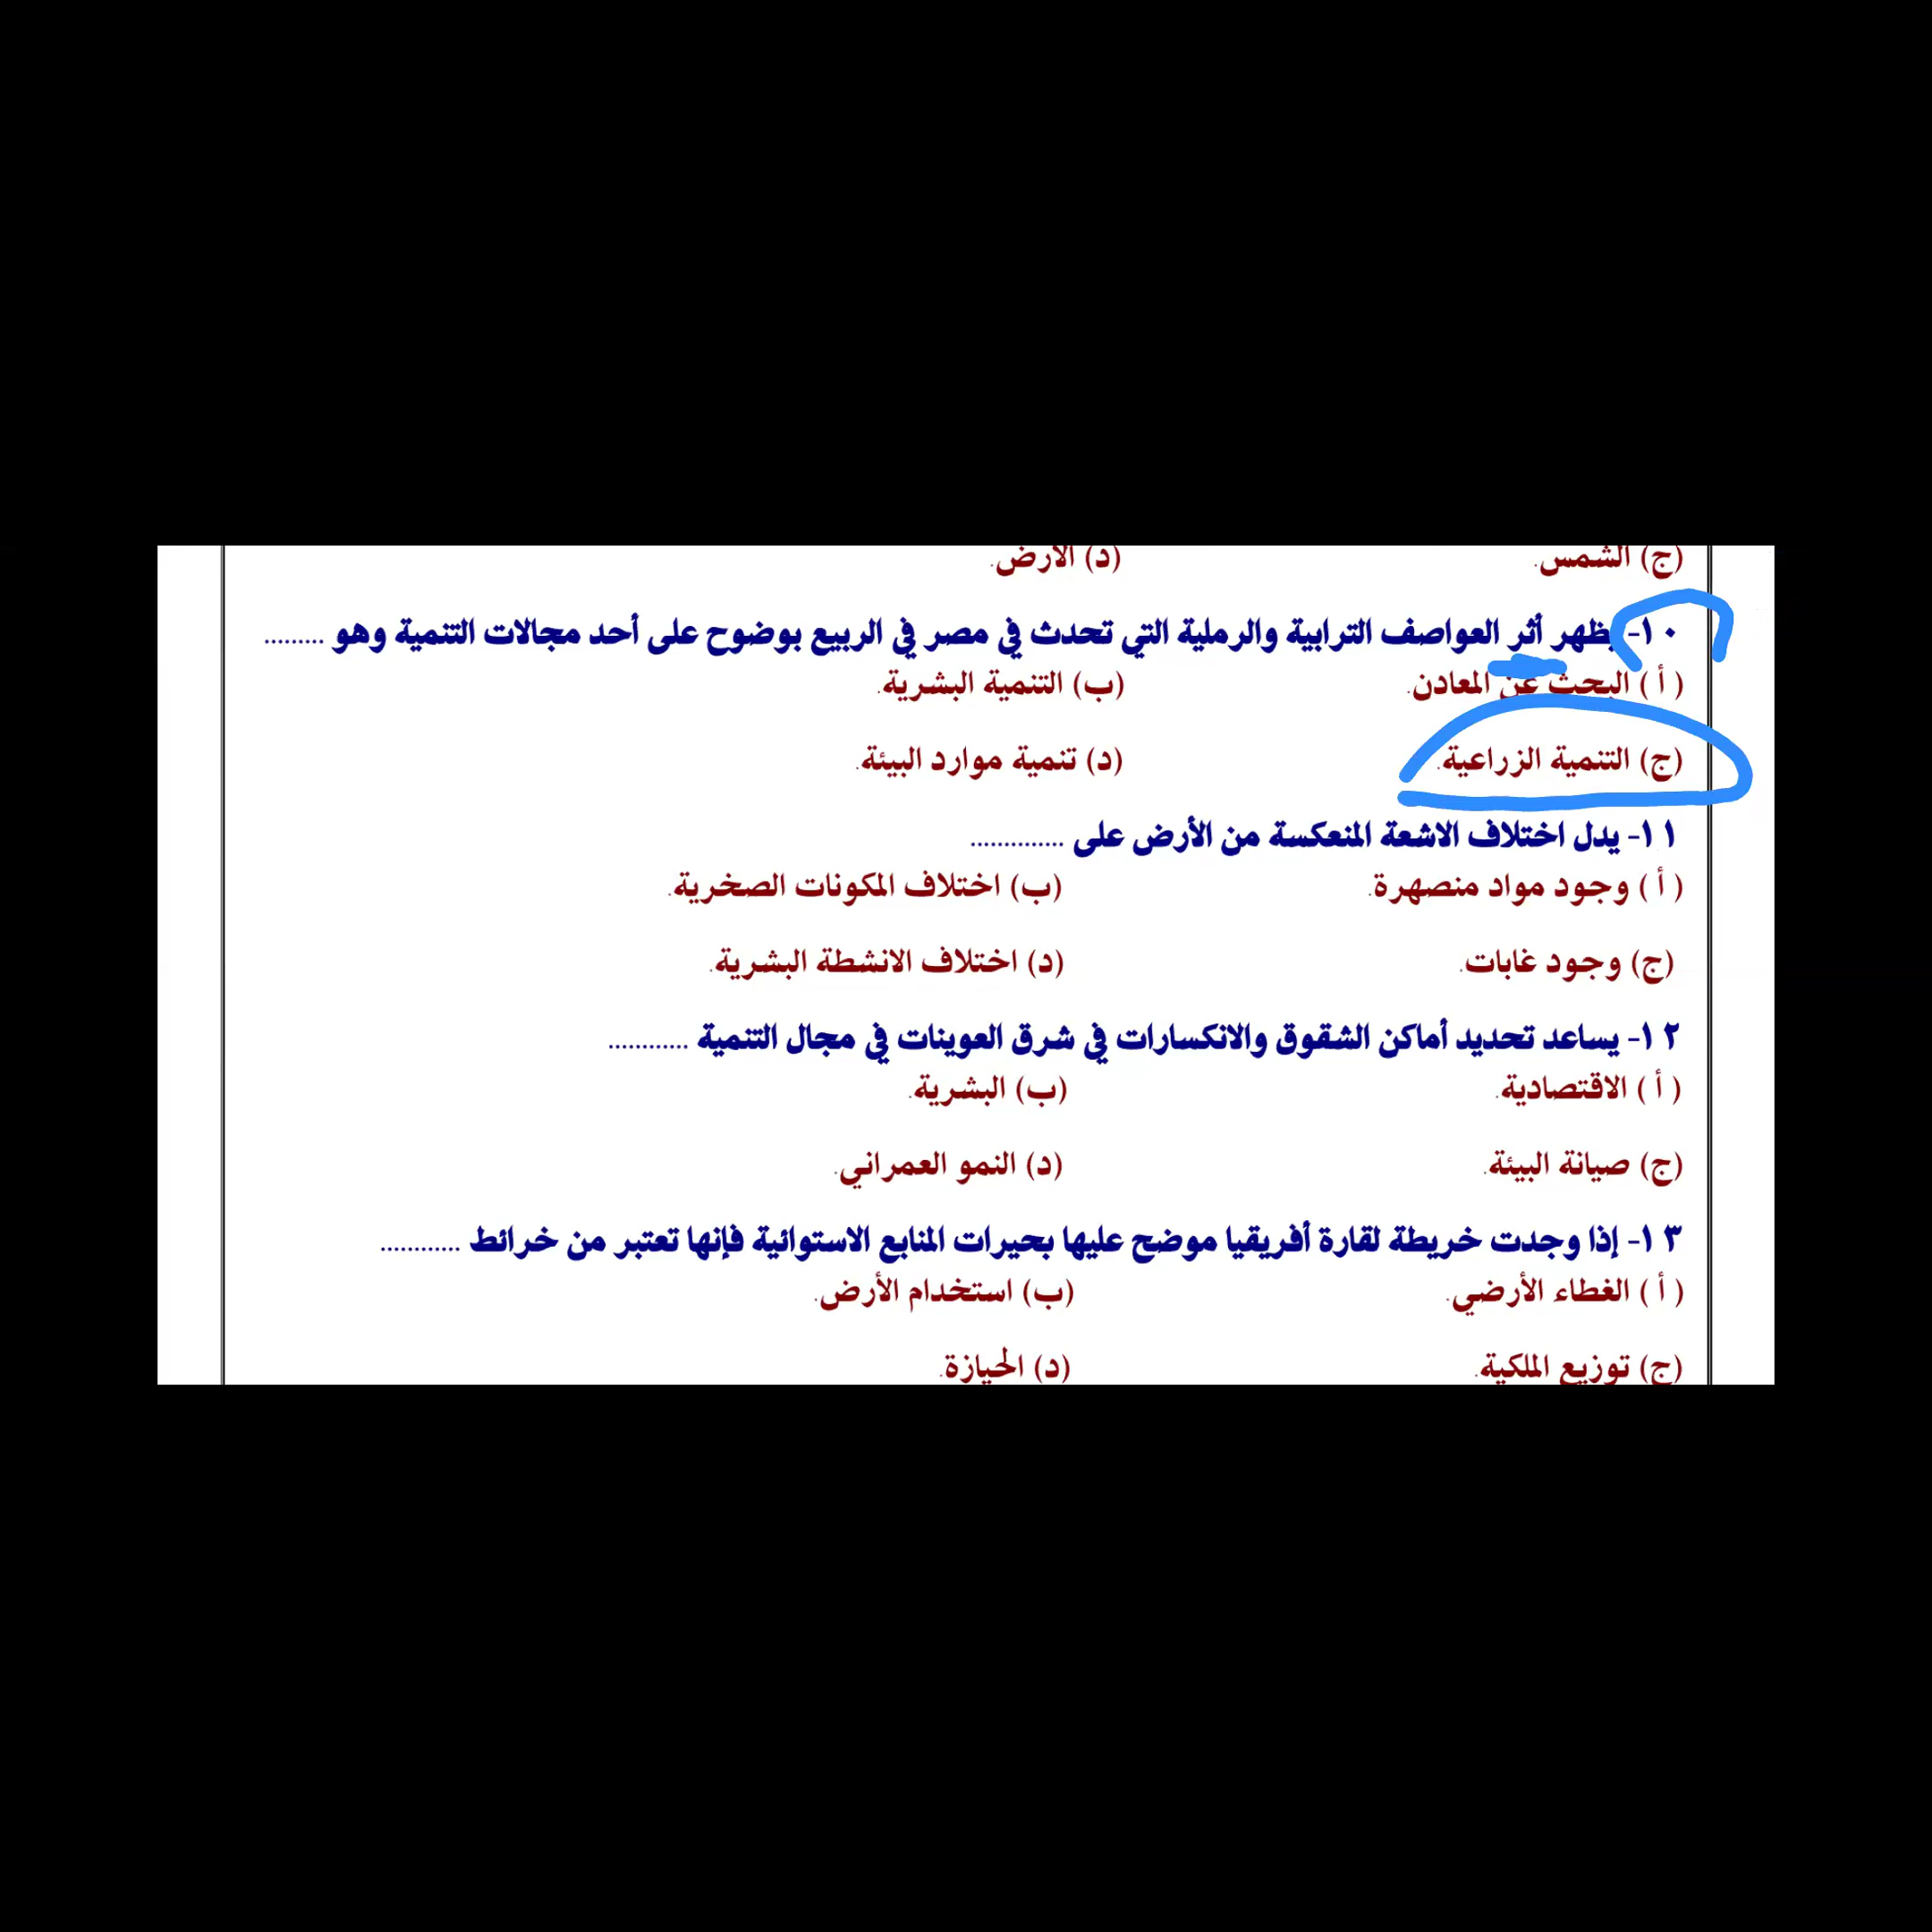 (ج) الشمس. (د) الأرض.
١٠- يظهر أثر العواصف الترابية والرملية التي تحدث في مصر في الربيع بوضوح على أحد مجالات التنمية وهو .........
( أ ) البحث عن المعادن. (ب) التنمية البشرية.
(ج) التنمية الزراعية. (د) تنمية موارد البيئة.
١١- يدل اختلاف الاشعة المنعكسة من الأرض على ..............
( أ ) وجود مواد منصهرة. (ب) اختلاف المكونات الصخرية.
(ج) وجود غابات. (د) اختلاف الانشطة البشرية.
١٢- يساعد تحديد أماكن الشقوق والانكسارات في شرق العوينات في مجال التنمية ............
( أ ) الاقتصادية. (ب) البشرية.
(ج) صيانة البيئة. (د) النمو العمراني.
١٣- إذا وجدت خريطة لقارة أفريقيا موضح عليها بحيرات المنابع الاستوائية فإنها تعتبر من خرائط ............
( أ ) الغطاء الأرضي. (ب) استخدام الأرض.
(ج) توزيع الملكية. (د) الحيازة.